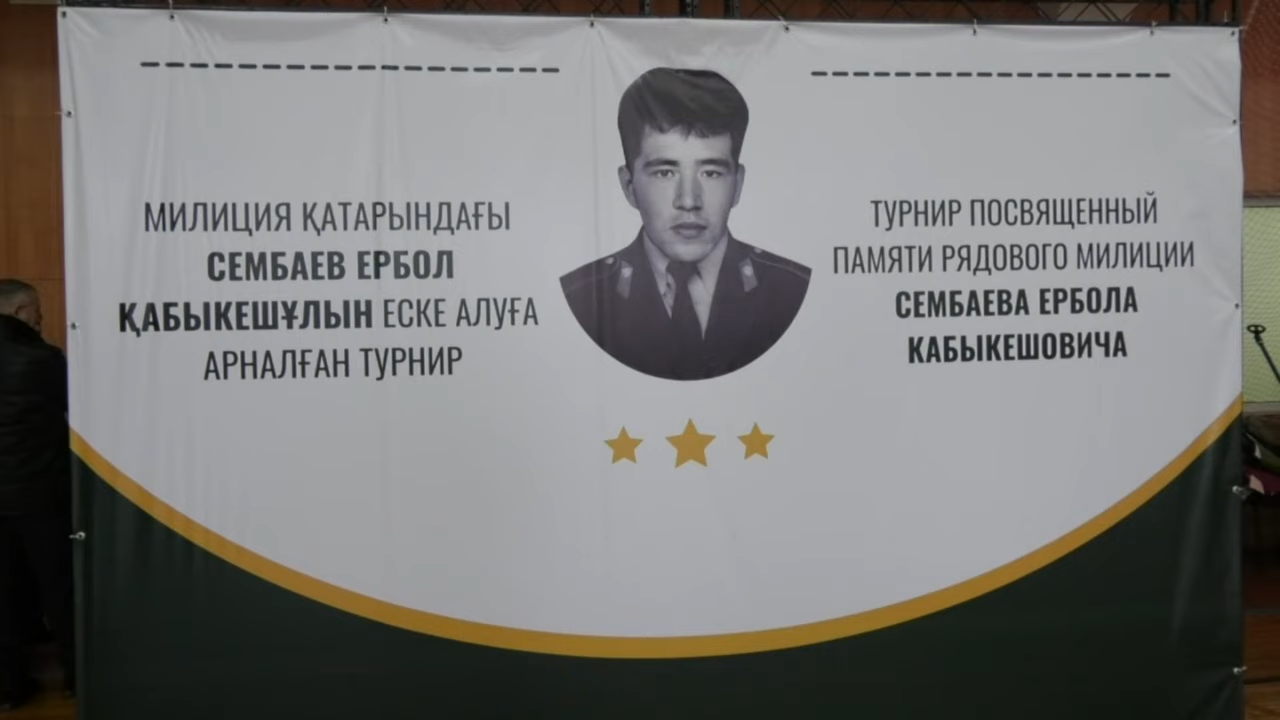 МИЛИЦИЯ ҚАТАРЫНДАҒЫ
СЕМБАЕВ ЕРБОЛ
ҚАБЫКЕШҰЛЫН ЕСКЕ АЛУҒА
АРНАЛҒАН ТУРНИР
ТУРНИР ПОСВЯЩЕННЫЙ
ПАМЯТИ РЯДОВОГО МИЛИЦИИ
СЕМБАЕВА ЕРБОЛА
КАБЫКЕШОВИЧА